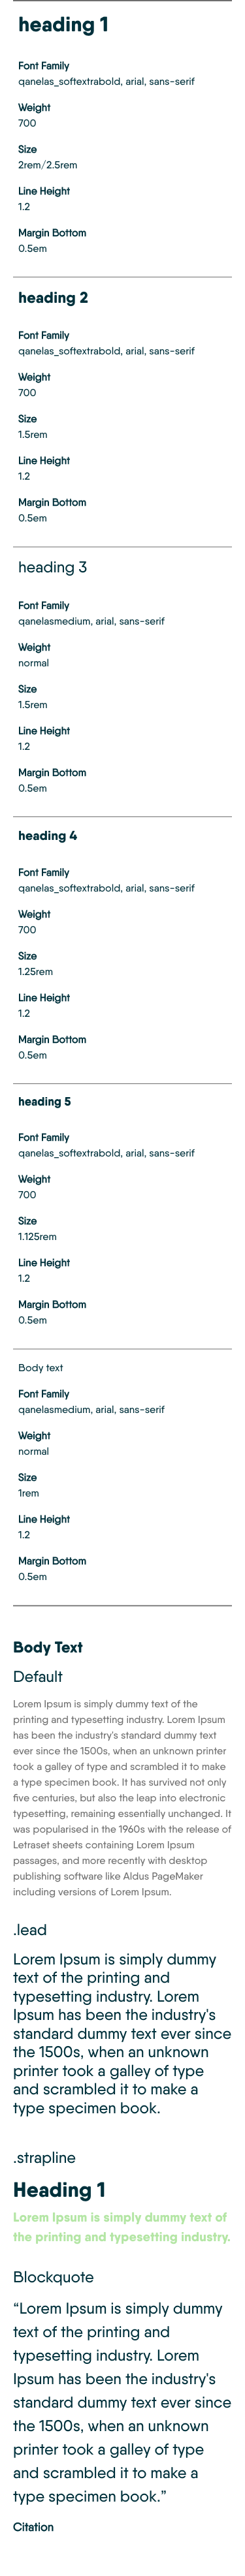 heading 1
Font Family
qanelas_softextrabold, arial, sans-serif
Weight
700
Size
2rem/2.5rem
Line Height
1.2
Margin Bottom
0.5em
heading 2
Font Family
qanelas_softextrabold, arial, sans-serif
Weight
700
Size
1.5rem
Line Height
1.2
Margin Bottom
0.5em
heading 3
Font Family
qanelasmedium, arial, sans-serif
Weight
normal
Size
1.5rem
Line Height
1.2
Margin Bottom
0.5em
heading 4
Font Family
qanelas_softextrabold, arial, sans-serif
Weight
700
Size
1.25rem
Line Height
1.2
Margin Bottom
0.5em
heading 5
Font Family
qanelas_softextrabold, arial, sans-serif
Weight
700
Size
1.125rem
Line Height
1.2
Margin Bottom
0.5em
Body text
Font Family
qanelasmedium, arial, sans-serif
Weight
normal
Size
1rem
Line Height
1.2
Margin Bottom
0.5em
Body Text
Default
Lorem Ipsum is simply dummy text of the
printing and typesetting industry. Lorem Ipsum
has been the industry's standard dummy text
ever since the 1500s, when an unknown printer
took a galley of type and scrambled it to make
a type specimen book. It has survived not only
five centuries, but also the leap into electronic
typesetting, remaining essentially unchanged. It
was popularised in the 1960s with the release of
Letraset sheets containing Lorem Ipsum
passages, and more recently with desktop
publishing software like Aldus PageMaker
including versions of Lorem Ipsum.
.lead
Lorem Ipsum is simply dummy
text of the printing and
typesetting industry. Lorem
Ipsum has been the industry's
standard dummy text ever since
the 1500s, when an unknown
printer took a galley of type
and scrambled it to make a
type specimen book.
.strapline
Heading 1
Lorem Ipsum is simply dummy text of
the printing and typesetting industry.
Blockquote
“Lorem Ipsum is simply dummy
text of the printing and
typesetting industry. Lorem
Ipsum has been the industry's
standard dummy text ever since
the 1500s, when an unknown
printer took a galley of type
and scrambled it to make a
type specimen book.”
Citation